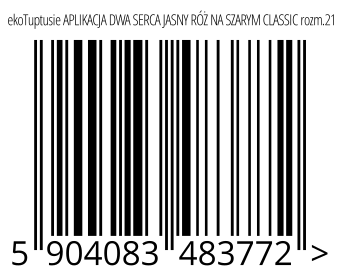 ekoTuptusie APLIKACJA DWA SERCA JASNY RÓŻ NA SZARYM CLASSIC rozm.21
5 904083 483772 >